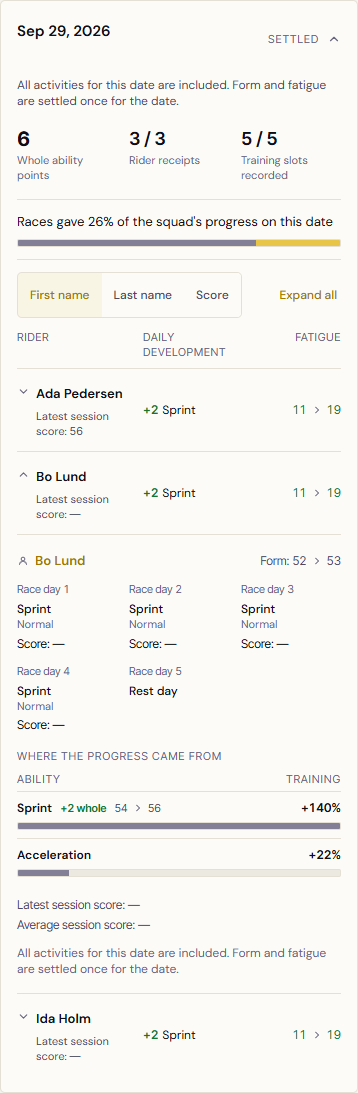 Sep 29, 2026
SETTLED
All activities for this date are included. Form and fatigue
are settled once for the date.
6
Whole ability
points
3 / 3
Rider receipts
5 / 5
Training slots
recorded
Races gave 26% of the squad's progress on this date
First name
Last name
Score
Expand all
RIDER
DAILY
DEVELOPMENT
FATIGUE
Ada Pedersen
Latest session
score: 56
+2 Sprint
11 > 19
Bo Lund
Latest session
score: —
+2 Sprint
11 > 19
Bo Lund
Form: 52 > 53
Race day 1
Sprint
Normal
Score: —
Race day 2
Sprint
Normal
Score: —
Race day 3
Sprint
Normal
Score: —
Race day 4
Sprint
Normal
Score: —
Race day 5
Rest day
WHERE THE PROGRESS CAME FROM
ABILITY
TRAINING
Sprint +2 whole 54 > 56
+140%
Acceleration
+22%
Latest session score: —
Average session score: —
All activities for this date are included. Form and fatigue
are settled once for the date.
Ida Holm
Latest session
score: —
+2 Sprint
11 > 19